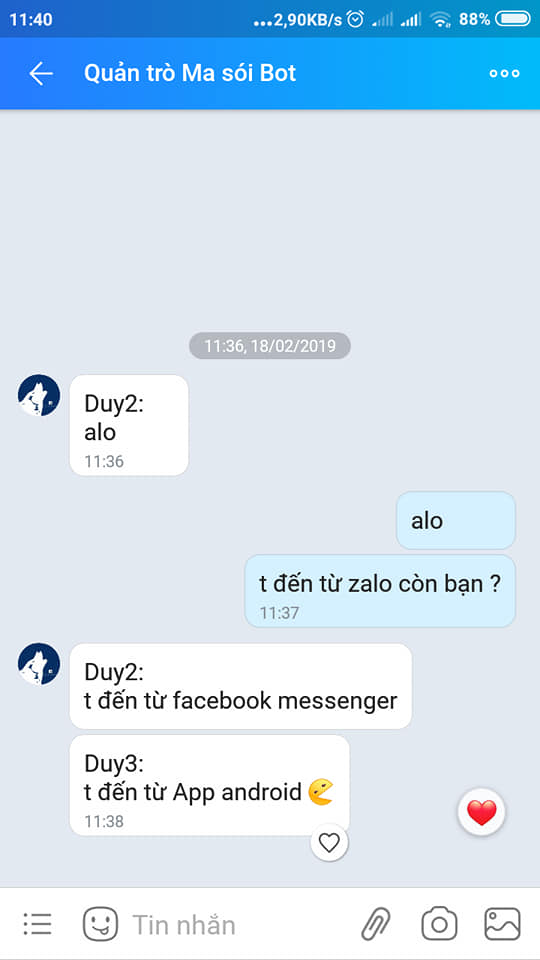 11:40
...2,90KB/s
88%
Quản trò Ma sói Bot
11:36, 18/02/2019
Duy2:
alo
11:36
alo
t đến từ zalo còn bạn ?
11:37
Duy2:
t đến từ facebook messenger
Duy3:
t đến từ App android
11:38
Tin nhắn